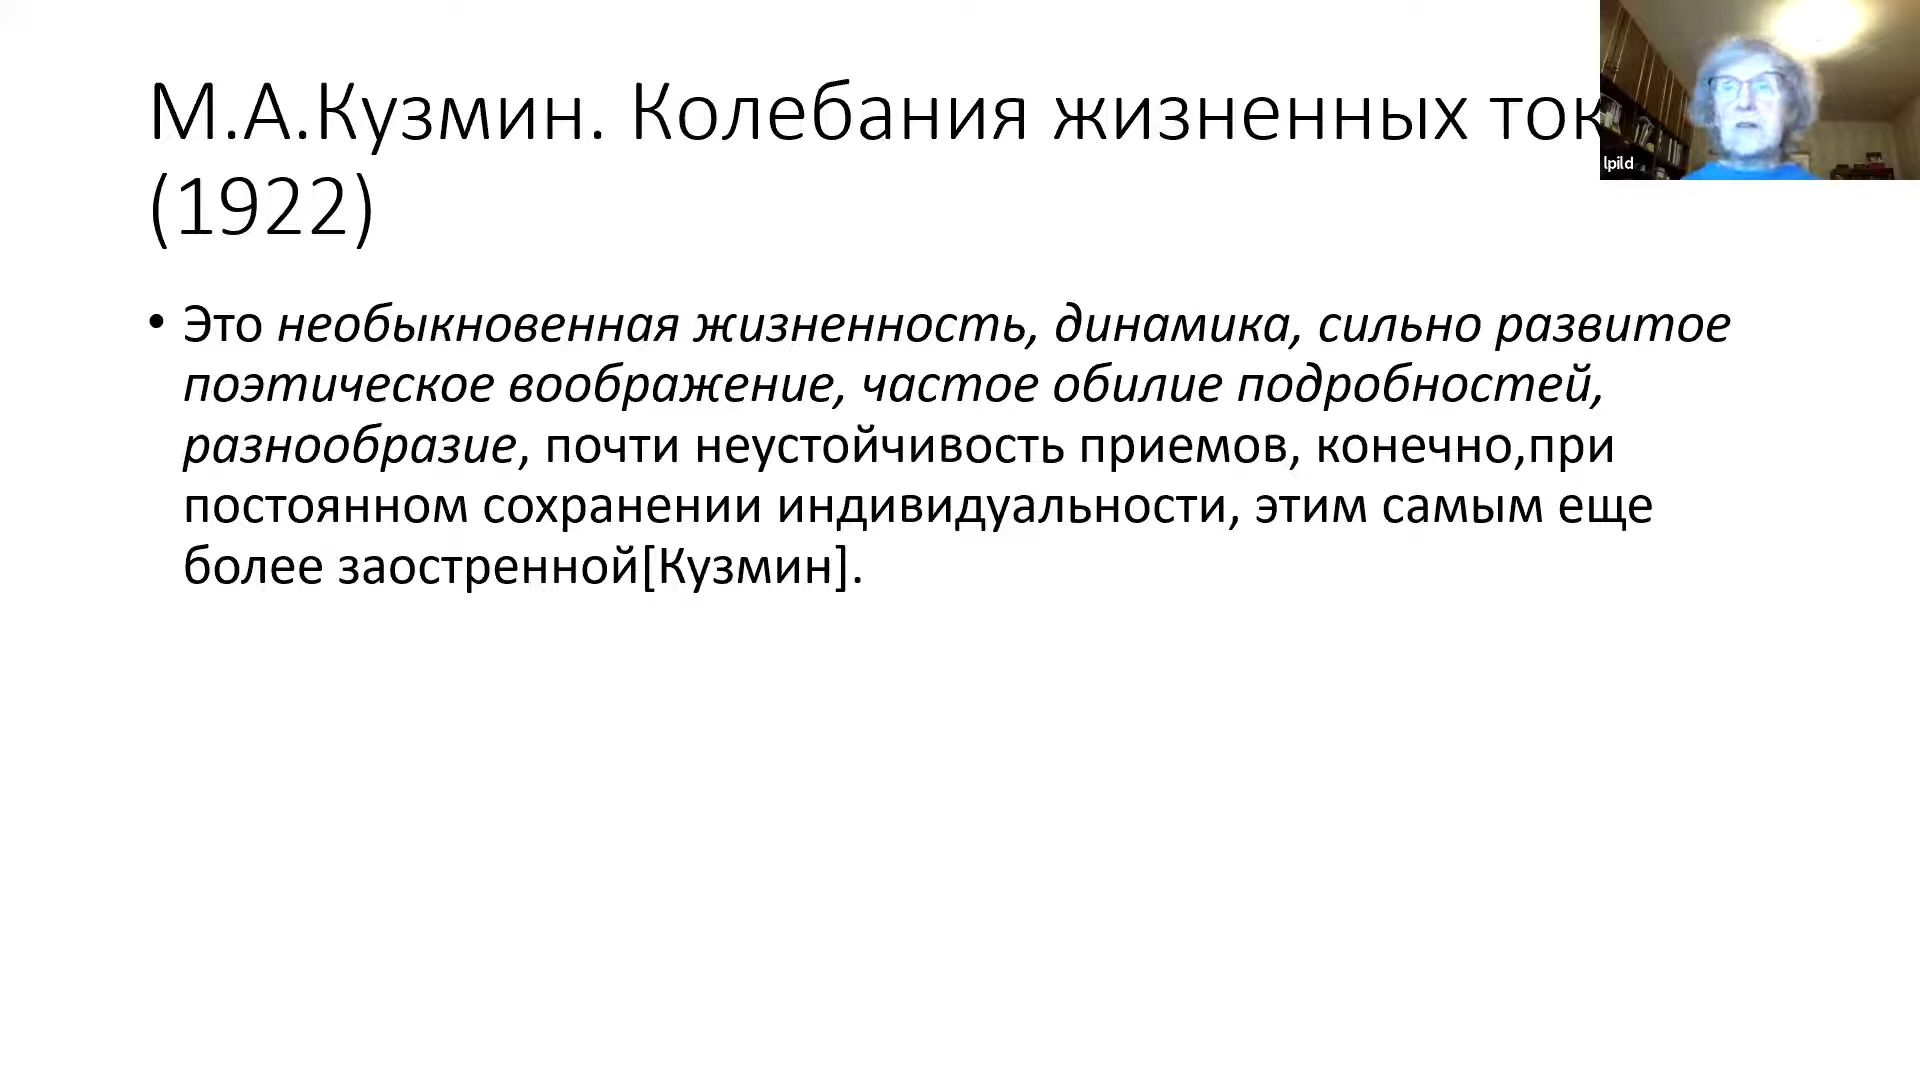 М.А.Кузмин. Колебания жизненных ток
(1922)
lpild
• Это необыкновенная жизненность, динамика, сильно развитое
поэтическое воображение, частое обилие подробностей,
разнообразие, почти неустойчивость приемов, конечно,при
постоянном сохранении индивидуальности, этим самым еще
более заостренной[Кузмин].